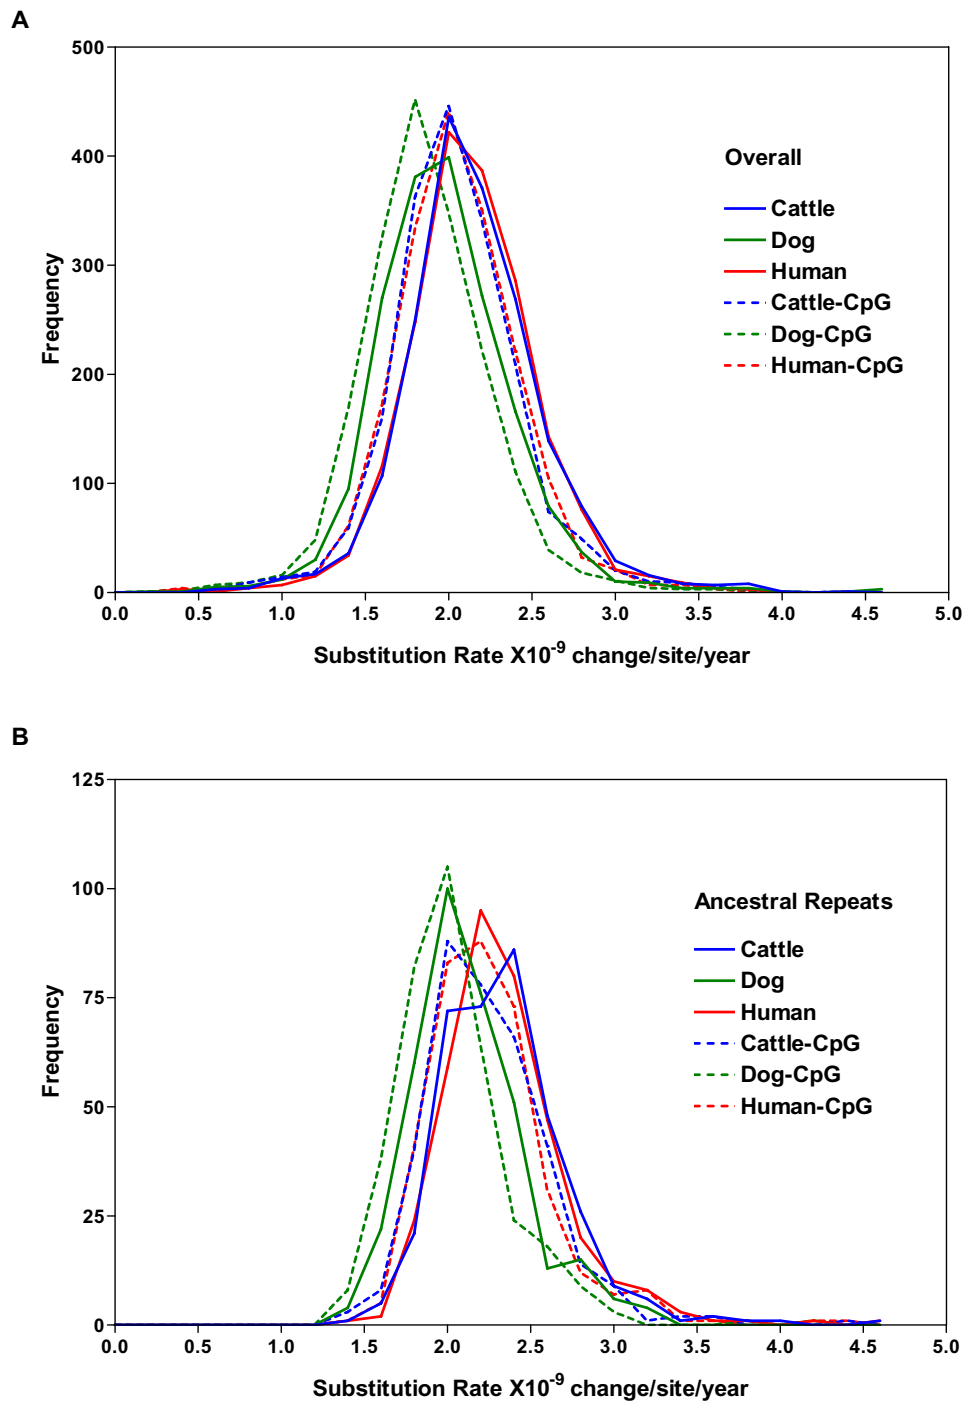 A
500
400
300
200
100
0
Frequency
0.0 0.5 1.0 1.5 2.0 2.5 3.0 3.5 4.0 4.5 5.0
Substitution Rate X10⁻⁹ change/site/year
Overall
Cattle
Dog
Human
Cattle-CpG
Dog-CpG
Human-CpG
B
125
100
75
50
25
0
Frequency
0.0 0.5 1.0 1.5 2.0 2.5 3.0 3.5 4.0 4.5 5.0
Substitution Rate X10⁻⁹ change/site/year
Ancestral Repeats
Cattle
Dog
Human
Cattle-CpG
Dog-CpG
Human-CpG